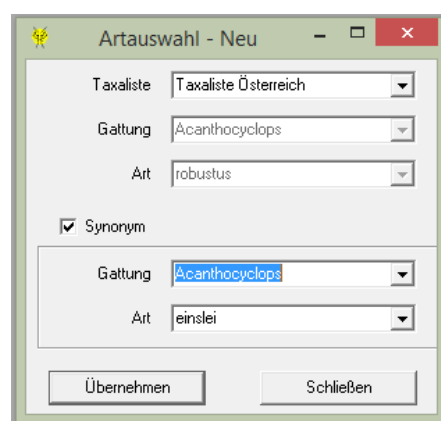 Artauswahl - Neu
Taxaliste Taxaliste Österreich
Gattung Acanthocyclops
Art robustus
Synonym
Gattung Acanthocyclops
Art einslei
Übernehmen Schließen